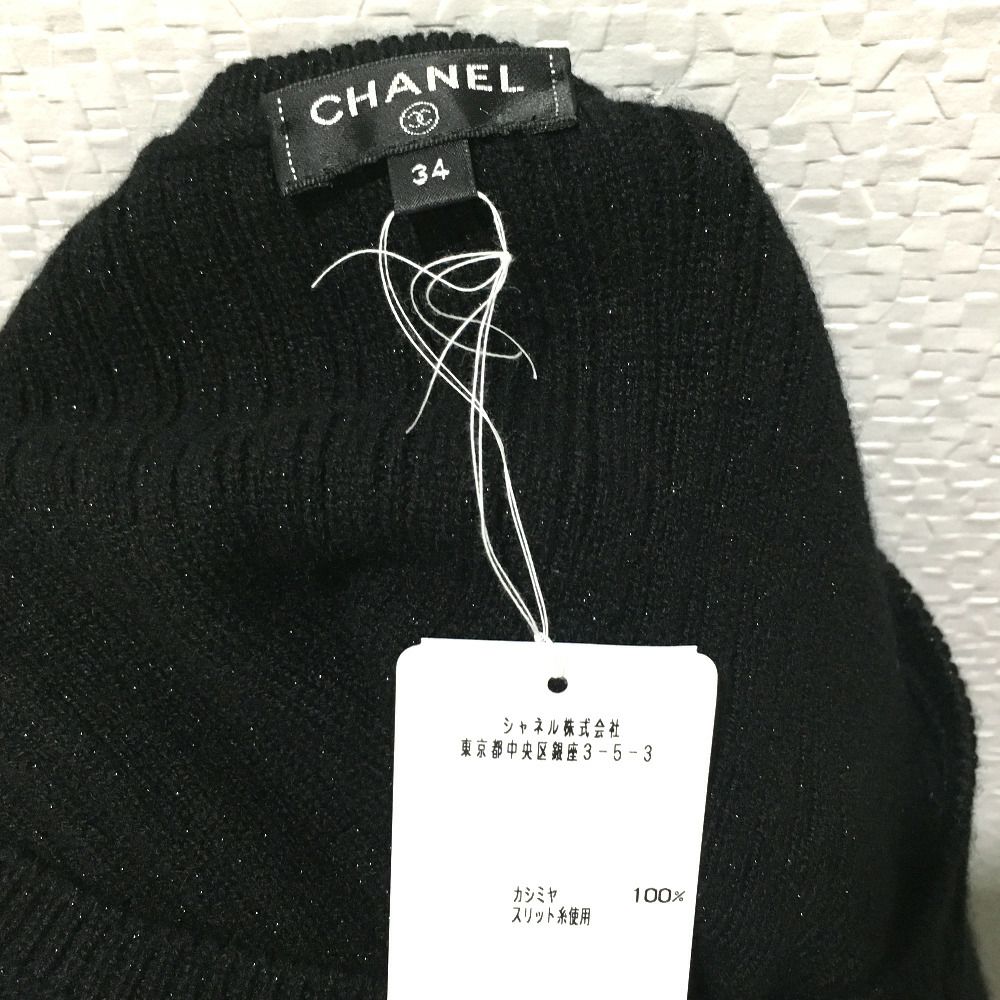 CHANEL
34
シャネル株式会社
東京都中央区銀座3-5-3
カシミヤ 100%
スリット糸使用